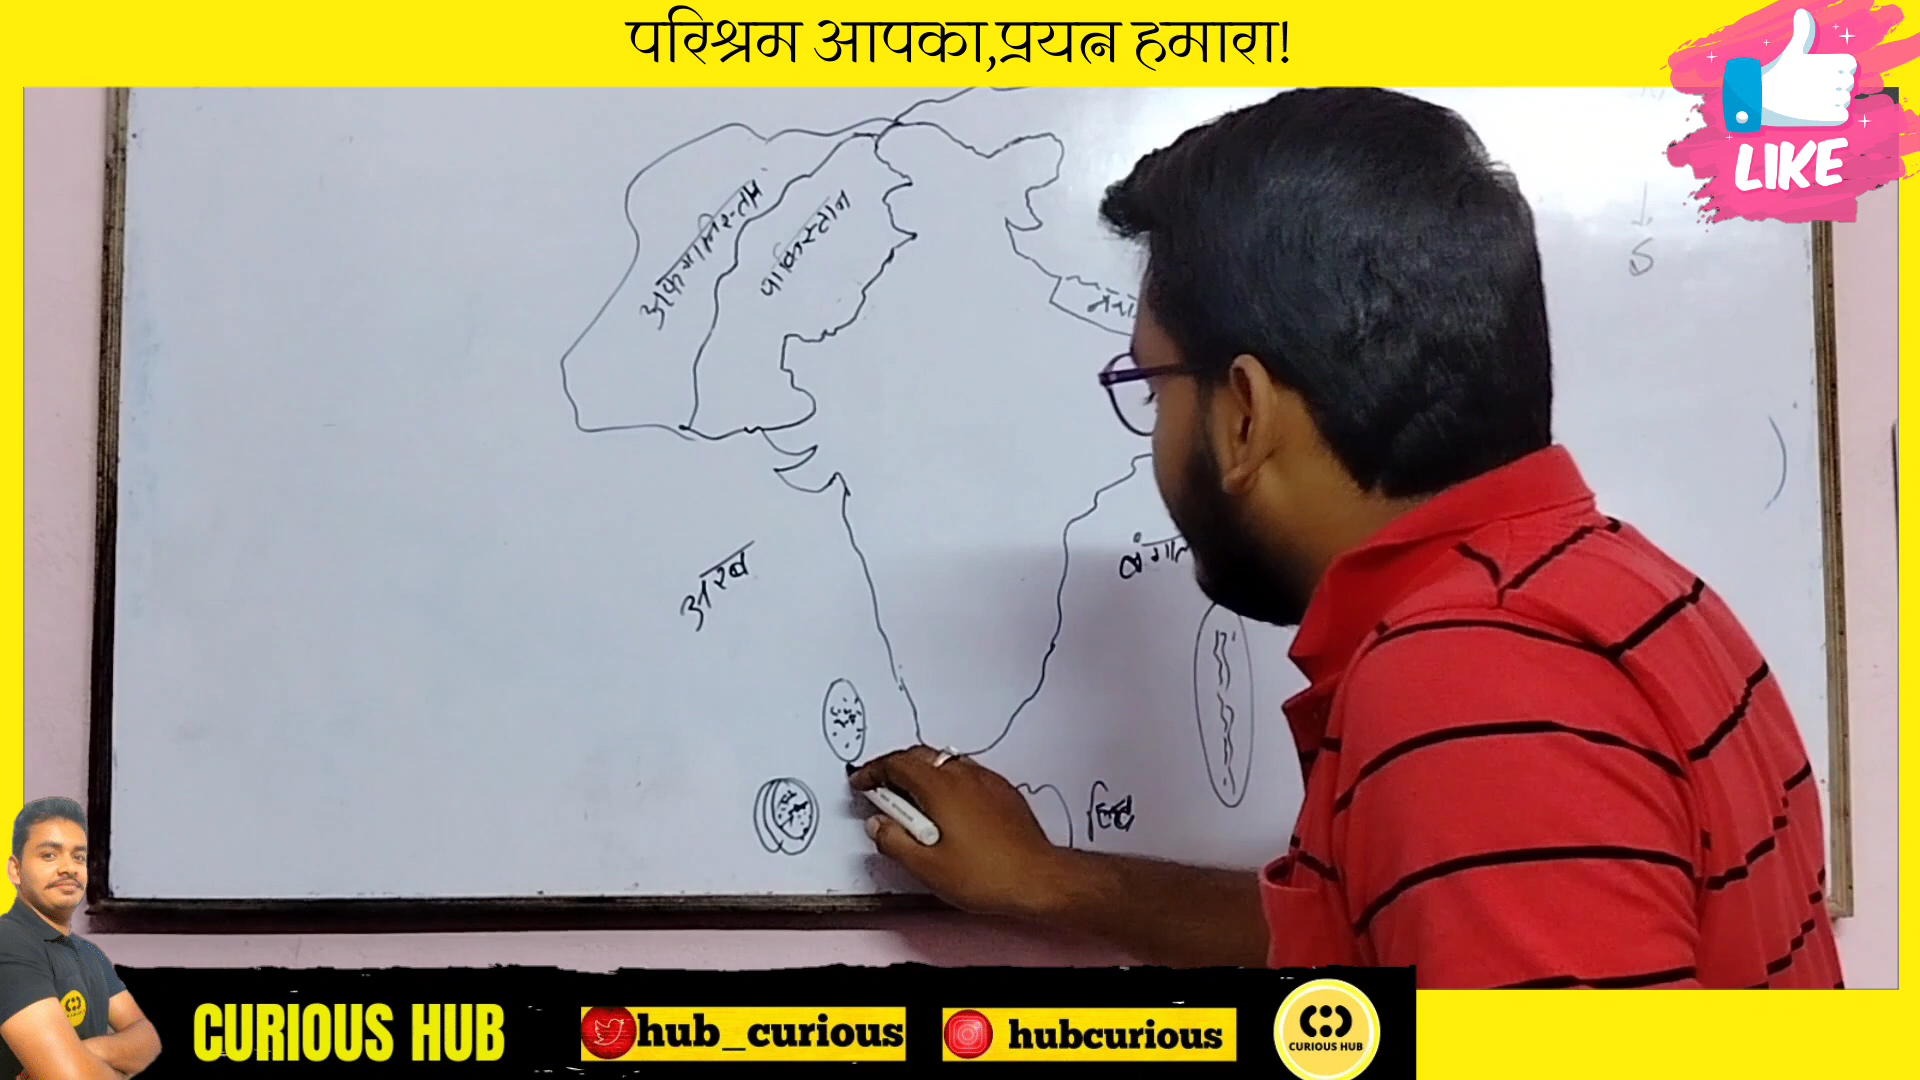 परिश्रम आपका,प्रयत्न हमारा!
LIKE
अफगानिस्तान
पाकिस्तान
S
अरब
बंगाल
हिन्द
CURIOUS HUB
hub_curious
hubcurious
CURIOUS HUB